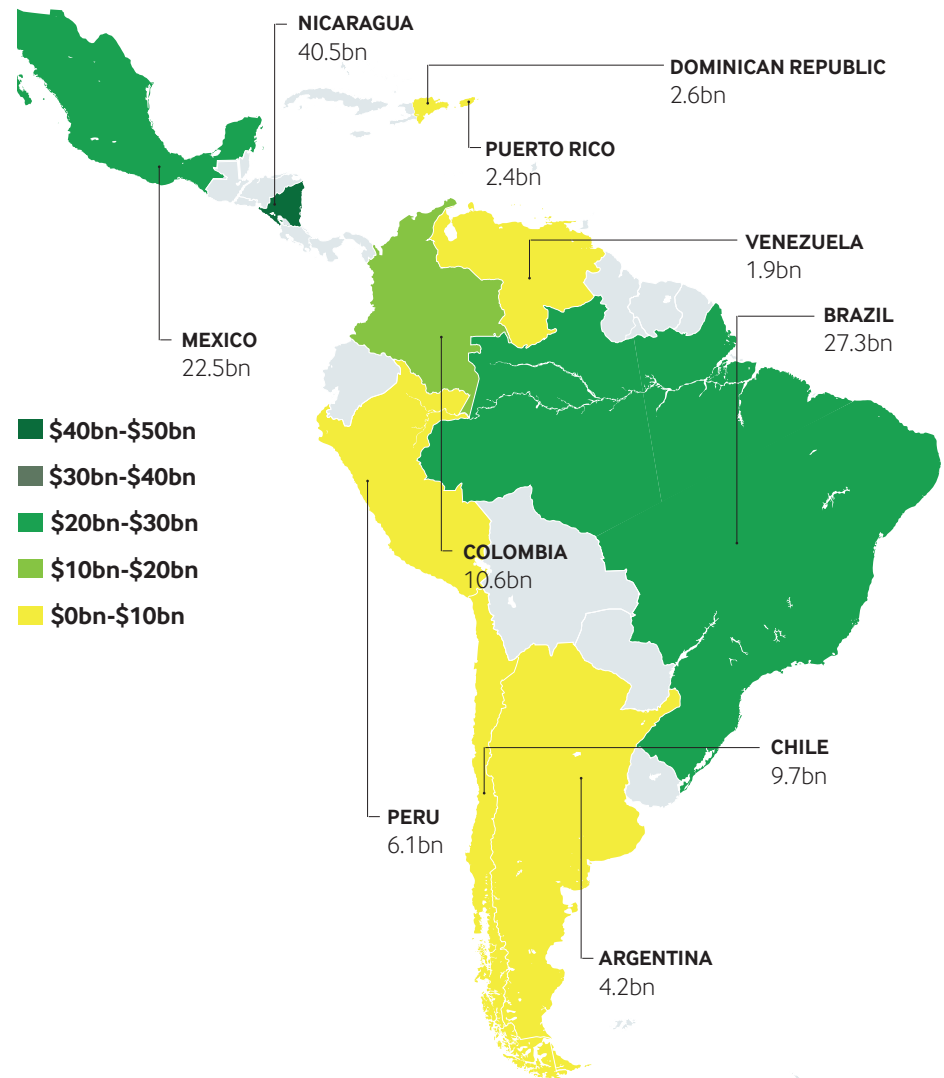 NICARAGUA
40.5bn
DOMINICAN REPUBLIC
2.6bn
PUERTO RICO
2.4bn
VENEZUELA
1.9bn
BRAZIL
27.3bn
MEXICO
22.5bn
$40bn-$50bn
$30bn-$40bn
$20bn-$30bn
$10bn-$20bn
$0bn-$10bn
COLOMBIA
10.6bn
CHILE
9.7bn
PERU
6.1bn
ARGENTINA
4.2bn